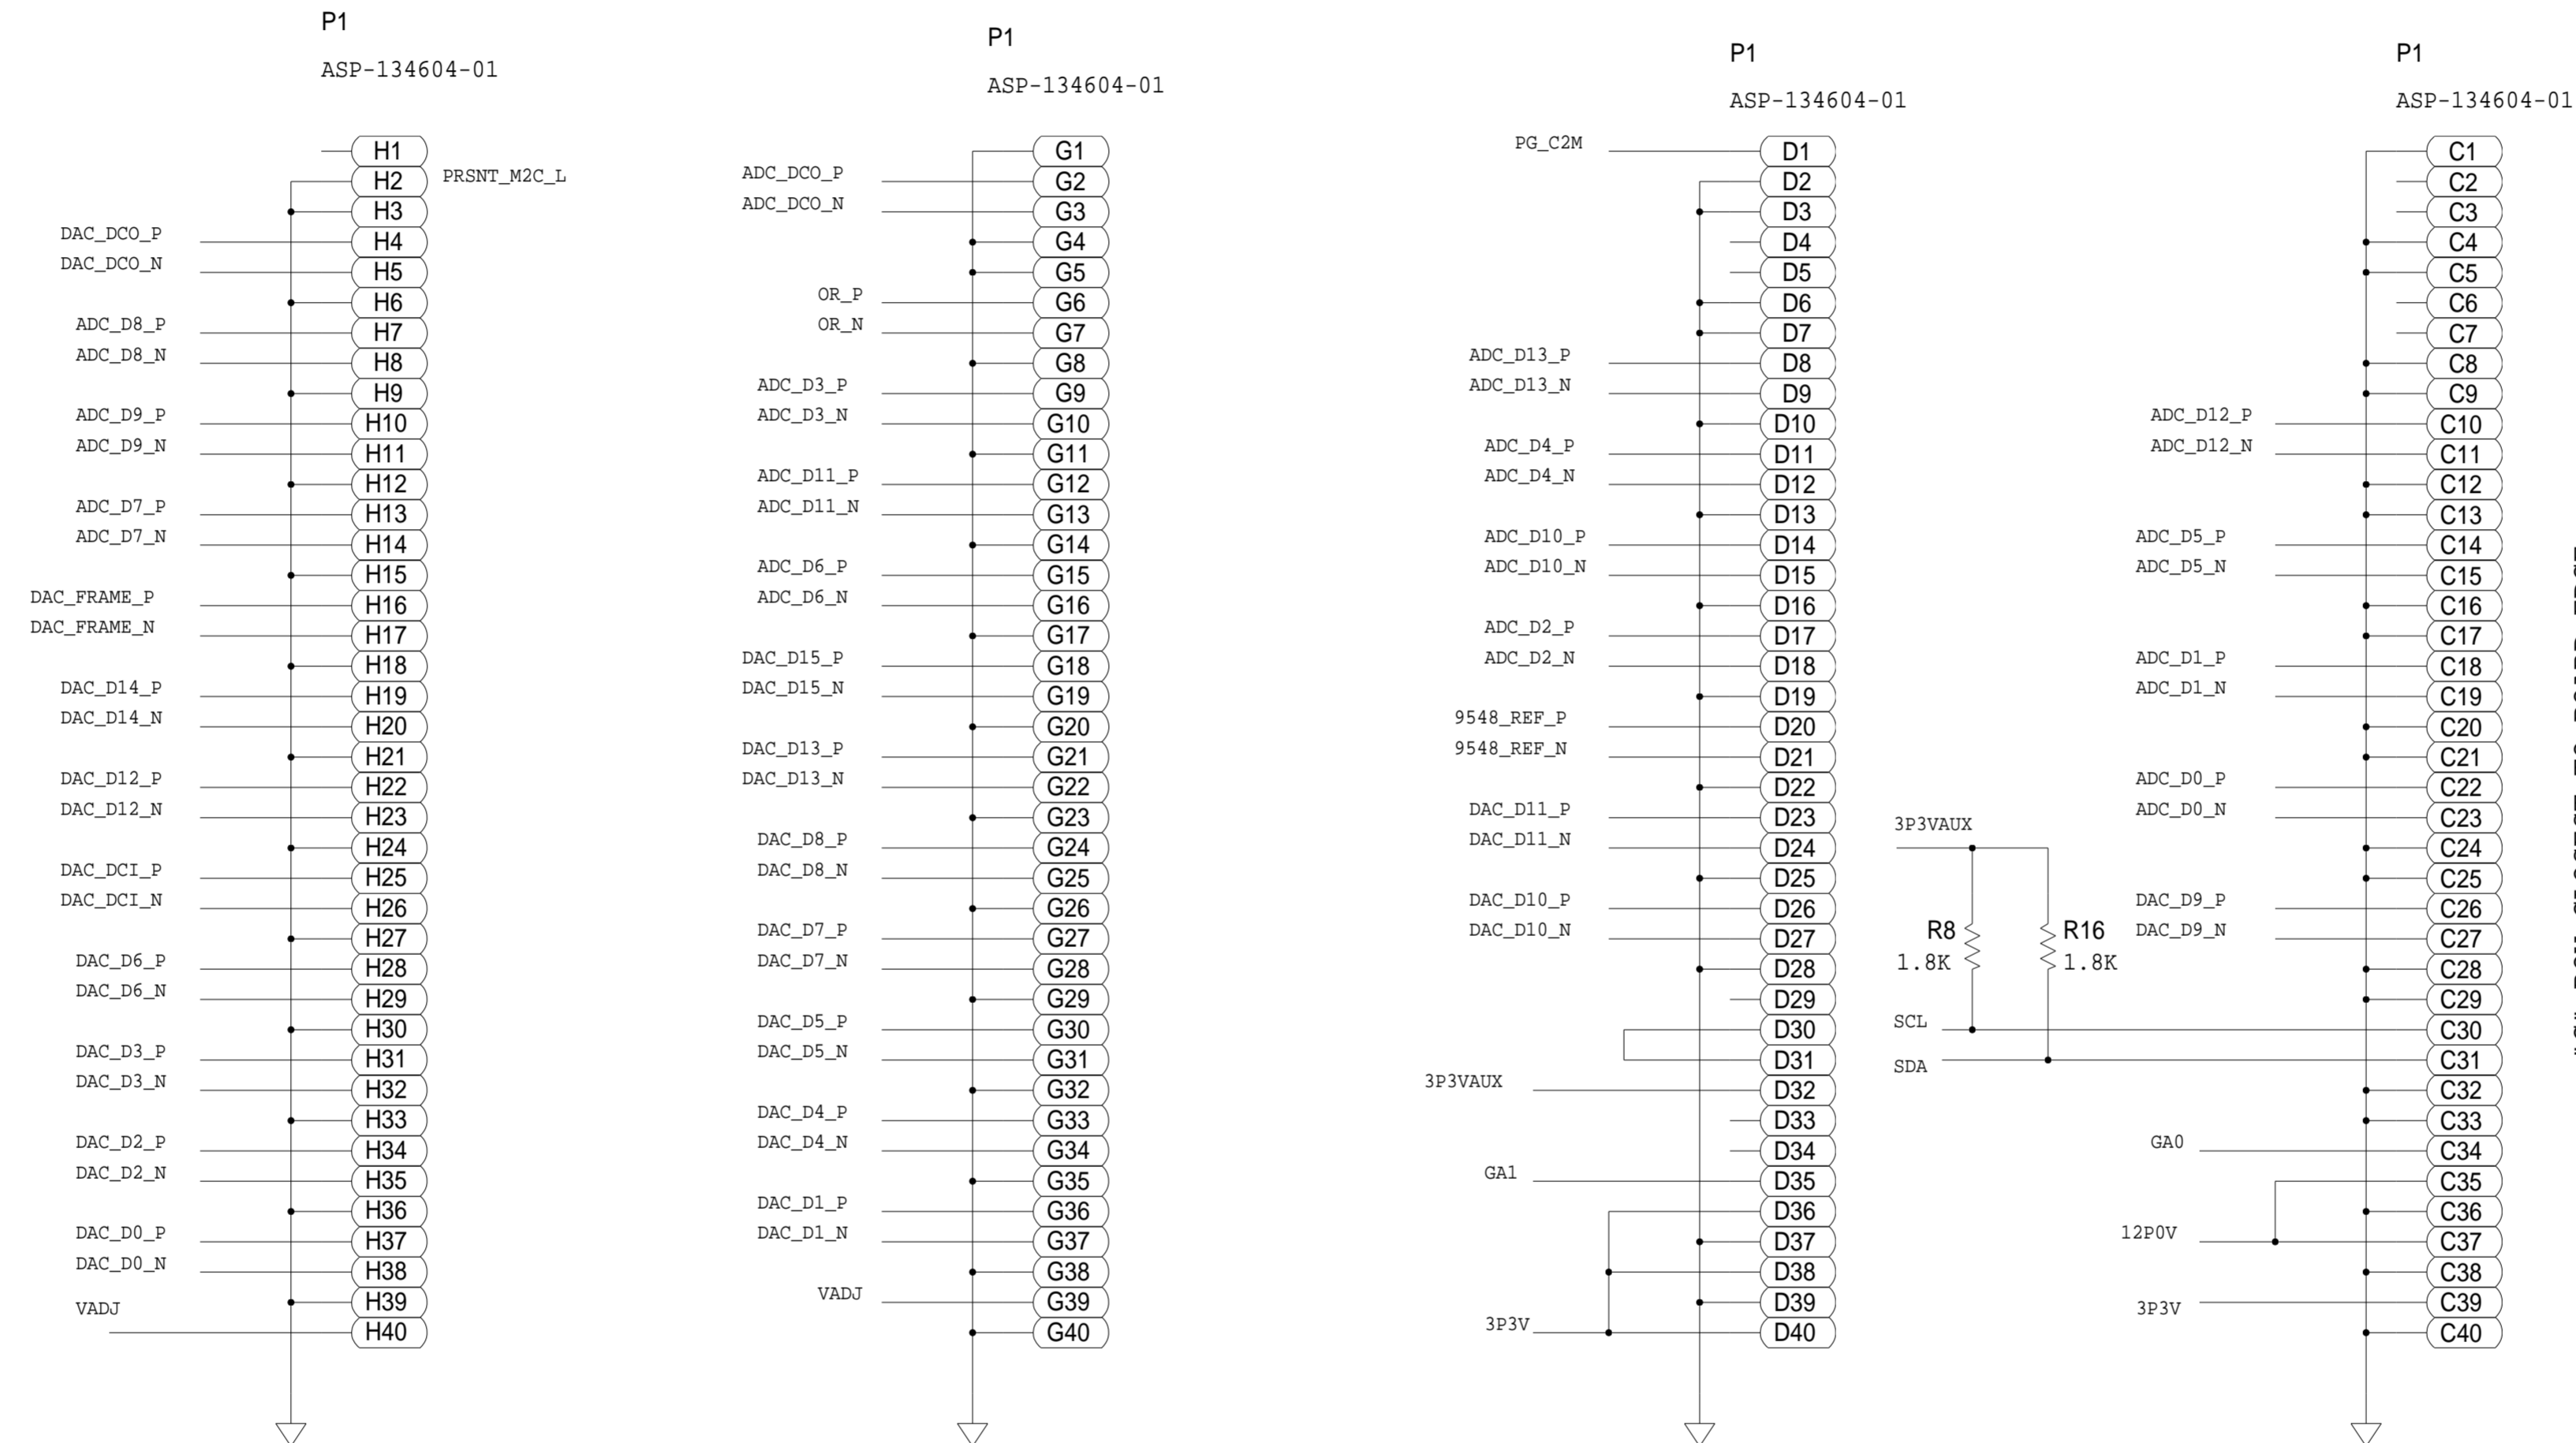 P1
ASP-134604-01
H1
H2 PRSNT_M2C_L
H3
DAC_DCO_P H4
DAC_DCO_N H5
H6
ADC_D8_P H7
ADC_D8_N H8
H9
ADC_D9_P H10
ADC_D9_N H11
H12
ADC_D7_P H13
ADC_D7_N H14
H15
DAC_FRAME_P H16
DAC_FRAME_N H17
H18
DAC_D14_P H19
DAC_D14_N H20
H21
DAC_D12_P H22
DAC_D12_N H23
H24
DAC_DCI_P H25
DAC_DCI_N H26
H27
DAC_D6_P H28
DAC_D6_N H29
H30
DAC_D3_P H31
DAC_D3_N H32
H33
DAC_D2_P H34
DAC_D2_N H35
H36
DAC_D0_P H37
DAC_D0_N H38
H39
VADJ H40
P1
ASP-134604-01
G1
ADC_DCO_P G2
ADC_DCO_N G3
G4
G5
OR_P G6
OR_N G7
G8
ADC_D3_P G9
ADC_D3_N G10
G11
ADC_D11_P G12
ADC_D11_N G13
G14
ADC_D6_P G15
ADC_D6_N G16
G17
DAC_D15_P G18
DAC_D15_N G19
G20
DAC_D13_P G21
DAC_D13_N G22
G23
DAC_D8_P G24
DAC_D8_N G25
G26
DAC_D7_P G27
DAC_D7_N G28
G29
DAC_D5_P G30
DAC_D5_N G31
G32
DAC_D4_P G33
DAC_D4_N G34
G35
DAC_D1_P G36
DAC_D1_N G37
G38
VADJ G39
G40
P1
ASP-134604-01
PG_C2M D1
D2
D3
D4
D5
D6
D7
ADC_D13_P D8
ADC_D13_N D9
D10
ADC_D4_P D11
ADC_D4_N D12
D13
ADC_D10_P D14
ADC_D10_N D15
D16
ADC_D2_P D17
ADC_D2_N D18
D19
9548_REF_P D20
9548_REF_N D21
D22
DAC_D11_P D23
DAC_D11_N D24
D25
DAC_D10_P D26
DAC_D10_N D27
D28
D29
D30
D31
3P3VAUX D32
D33
D34
GA1 D35
D36
D37
D38
D39
3P3V D40
3P3VAUX
R8 R16
1.8K 1.8K
SCL
SDA
P1
ASP-134604-01
C1
C2
C3
C4
C5
C6
C7
C8
C9
ADC_D12_P C10
ADC_D12_N C11
C12
C13
ADC_D5_P C14
ADC_D5_N C15
C16
C17
ADC_D1_P C18
ADC_D1_N C19
C20
C21
ADC_D0_P C22
ADC_D0_N C23
C24
C25
DAC_D9_P C26
DAC_D9_N C27
C28
C29
C30
C31
C32
C33
GA0 C34
C35
C36
12P0V C37
C38
3P3V C39
C40